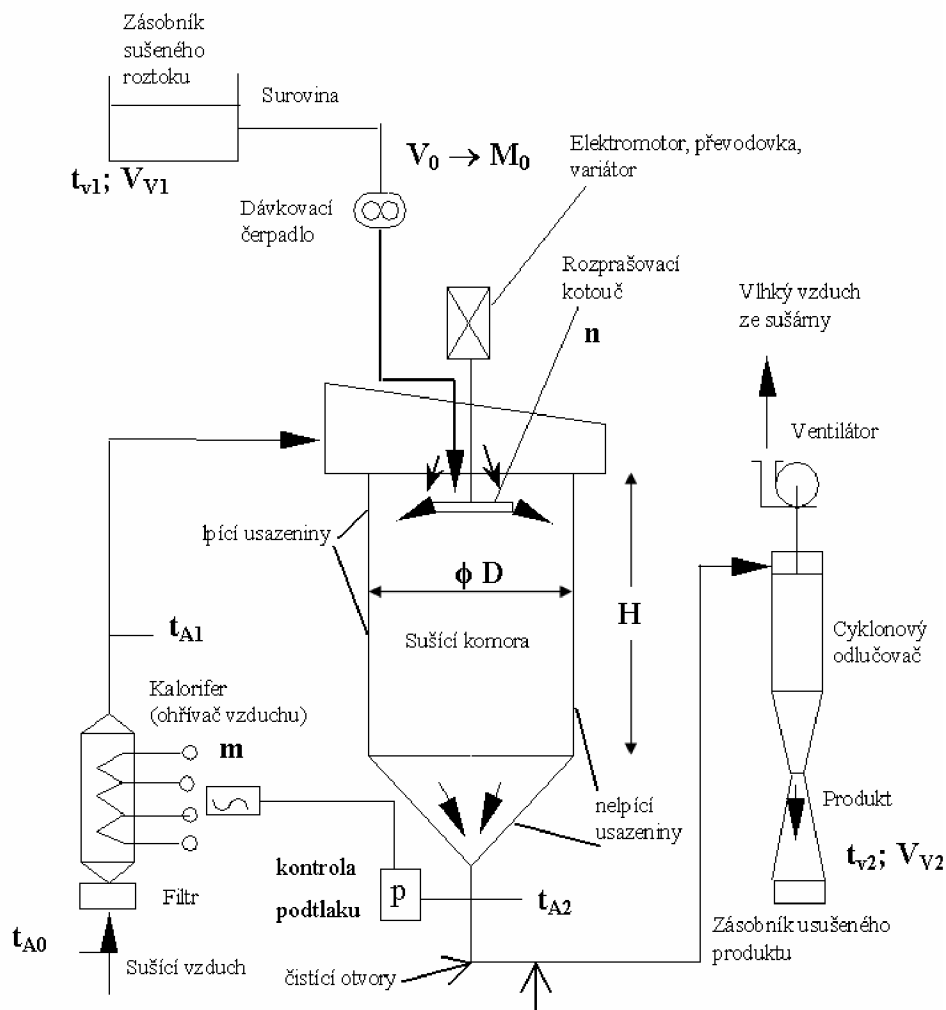 Zásobník
sušeného
roztoku
Surovina
t_v1; V_V1
V_0 → M_0
Elektromotor, převodovka,
variátor
Dávkovací
čerpadlo
Rozprašovací
kotouč
n
Vlhký vzduch
ze sušárny
Ventilátor
lpící usazeniny
ϕ D
H
t_A1
Sušící komora
Cyklonový
odlučovač
Kalorifer
(ohřívač vzduchu)
m
nelpící
usazeniny
Produkt
t_v2; V_V2
kontrola
podtlaku
p
t_A2
Filtr
t_A0
Sušící vzduch
čistící otvory
Zásobník usušeného
produktu